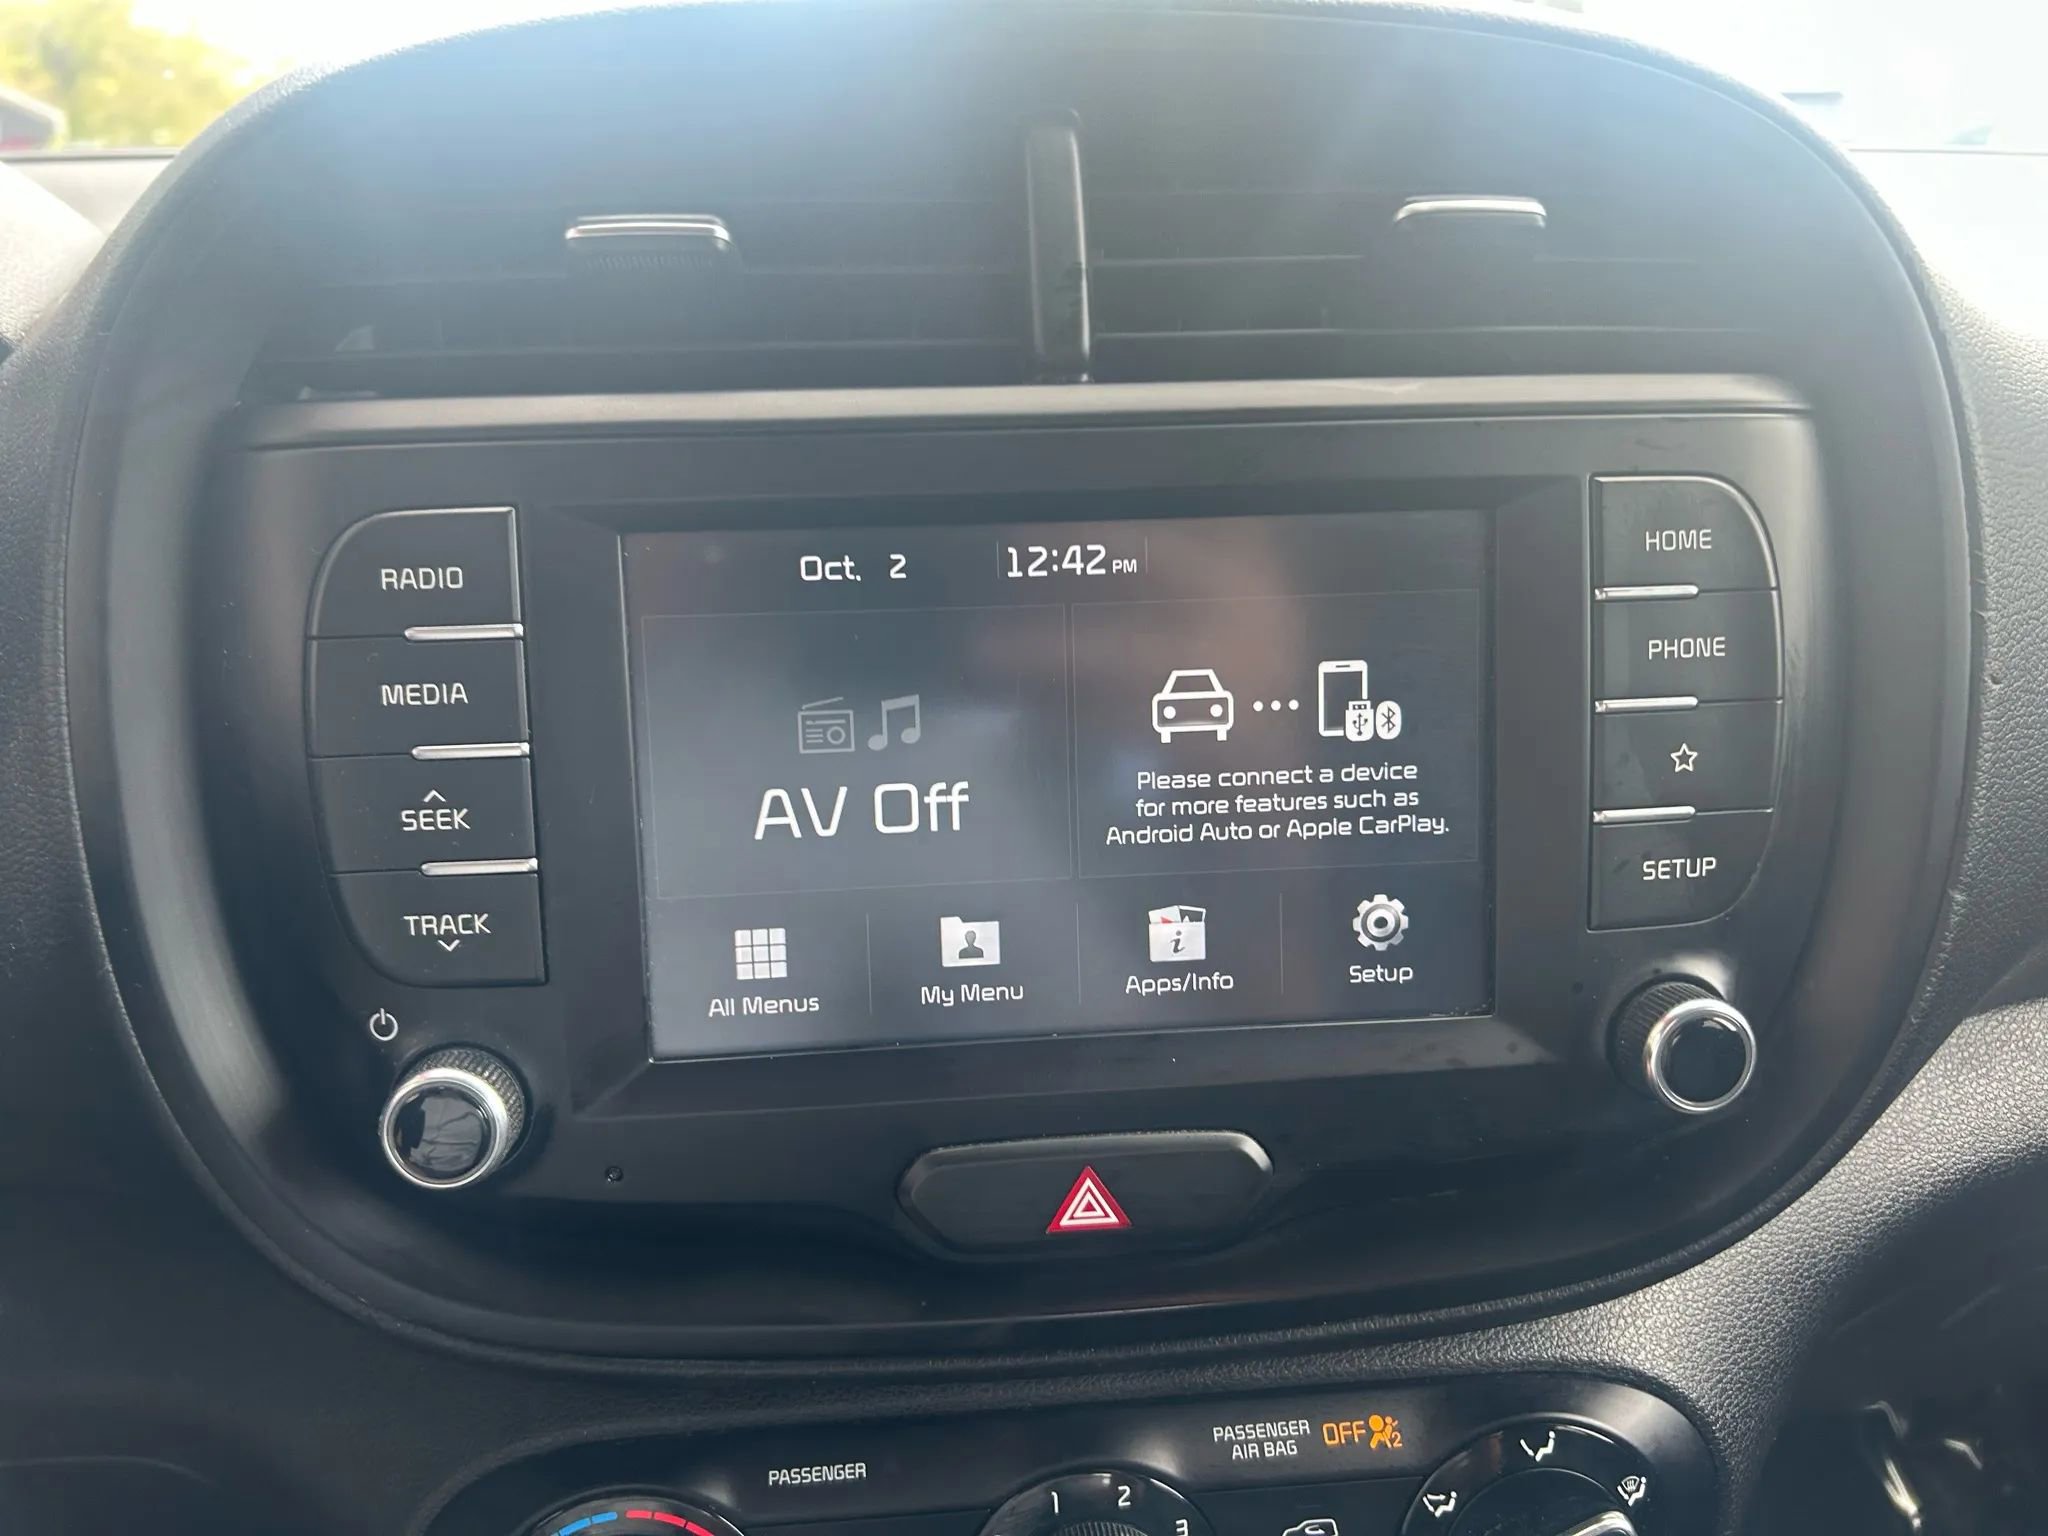 Oct. 2 12:42 PM
RADIO
MEDIA
SEEK
TRACK
AV Off
Please connect a device
for more features such as
Android Auto or Apple CarPlay.
All Menus
My Menu
Apps/Info
Setup
HOME
PHONE
SETUP
PASSENGER
AIR BAG
OFF
2
PASSENGER
1
2
3